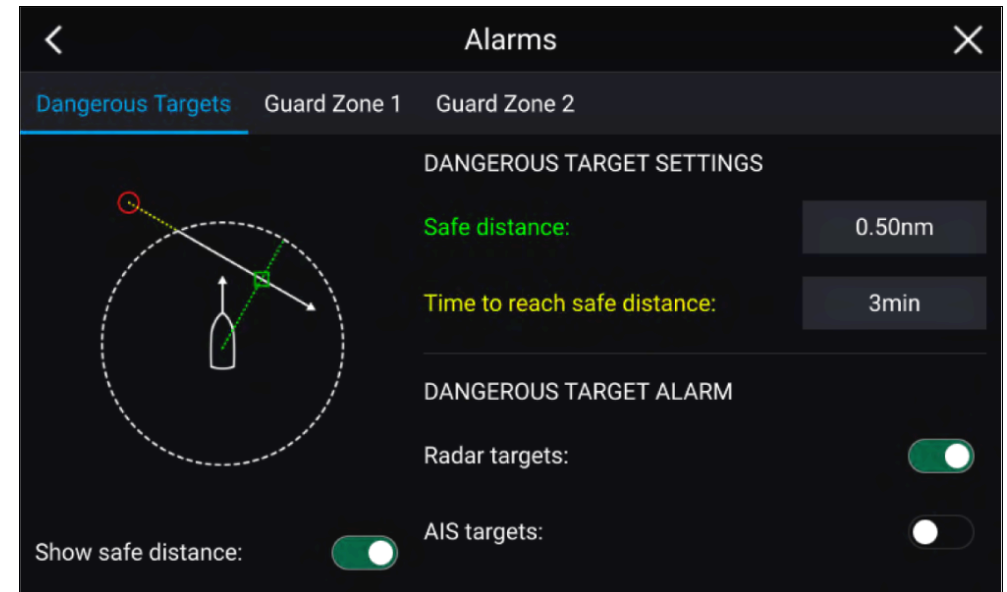 Alarms
Dangerous Targets Guard Zone 1 Guard Zone 2
DANGEROUS TARGET SETTINGS
Safe distance: 0.50nm
Time to reach safe distance: 3min
DANGEROUS TARGET ALARM
Radar targets:
AIS targets:
Show safe distance: